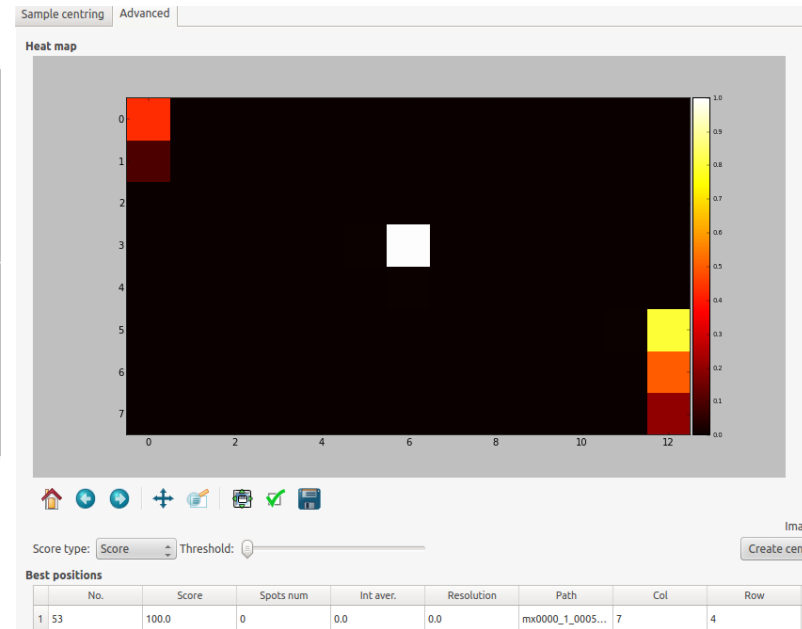 Sample centring Advanced
Heat map
1.0
0 0.9
1 0.8
0.7
2
0.6
3
0.5
4 0.4
5 0.3
6 0.2
0.1
7
0.0
0 2 4 6 8 10 12
Ima
Score type: Score Threshold: Create cen
Best positions
No. Score Spots num Int aver. Resolution Path Col Row
1 53 100.0 0 0.0 0.0 mx0000_1_0005... 7 4